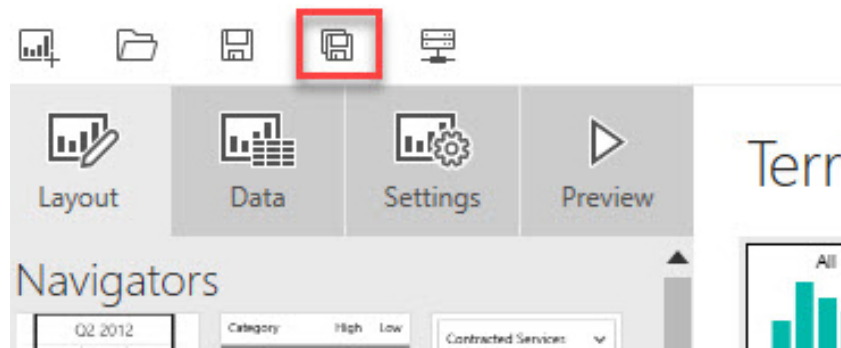 Layout Data Settings Preview
Terr
Navigators
All
Q2 2012
Category High Low
Contracted Services